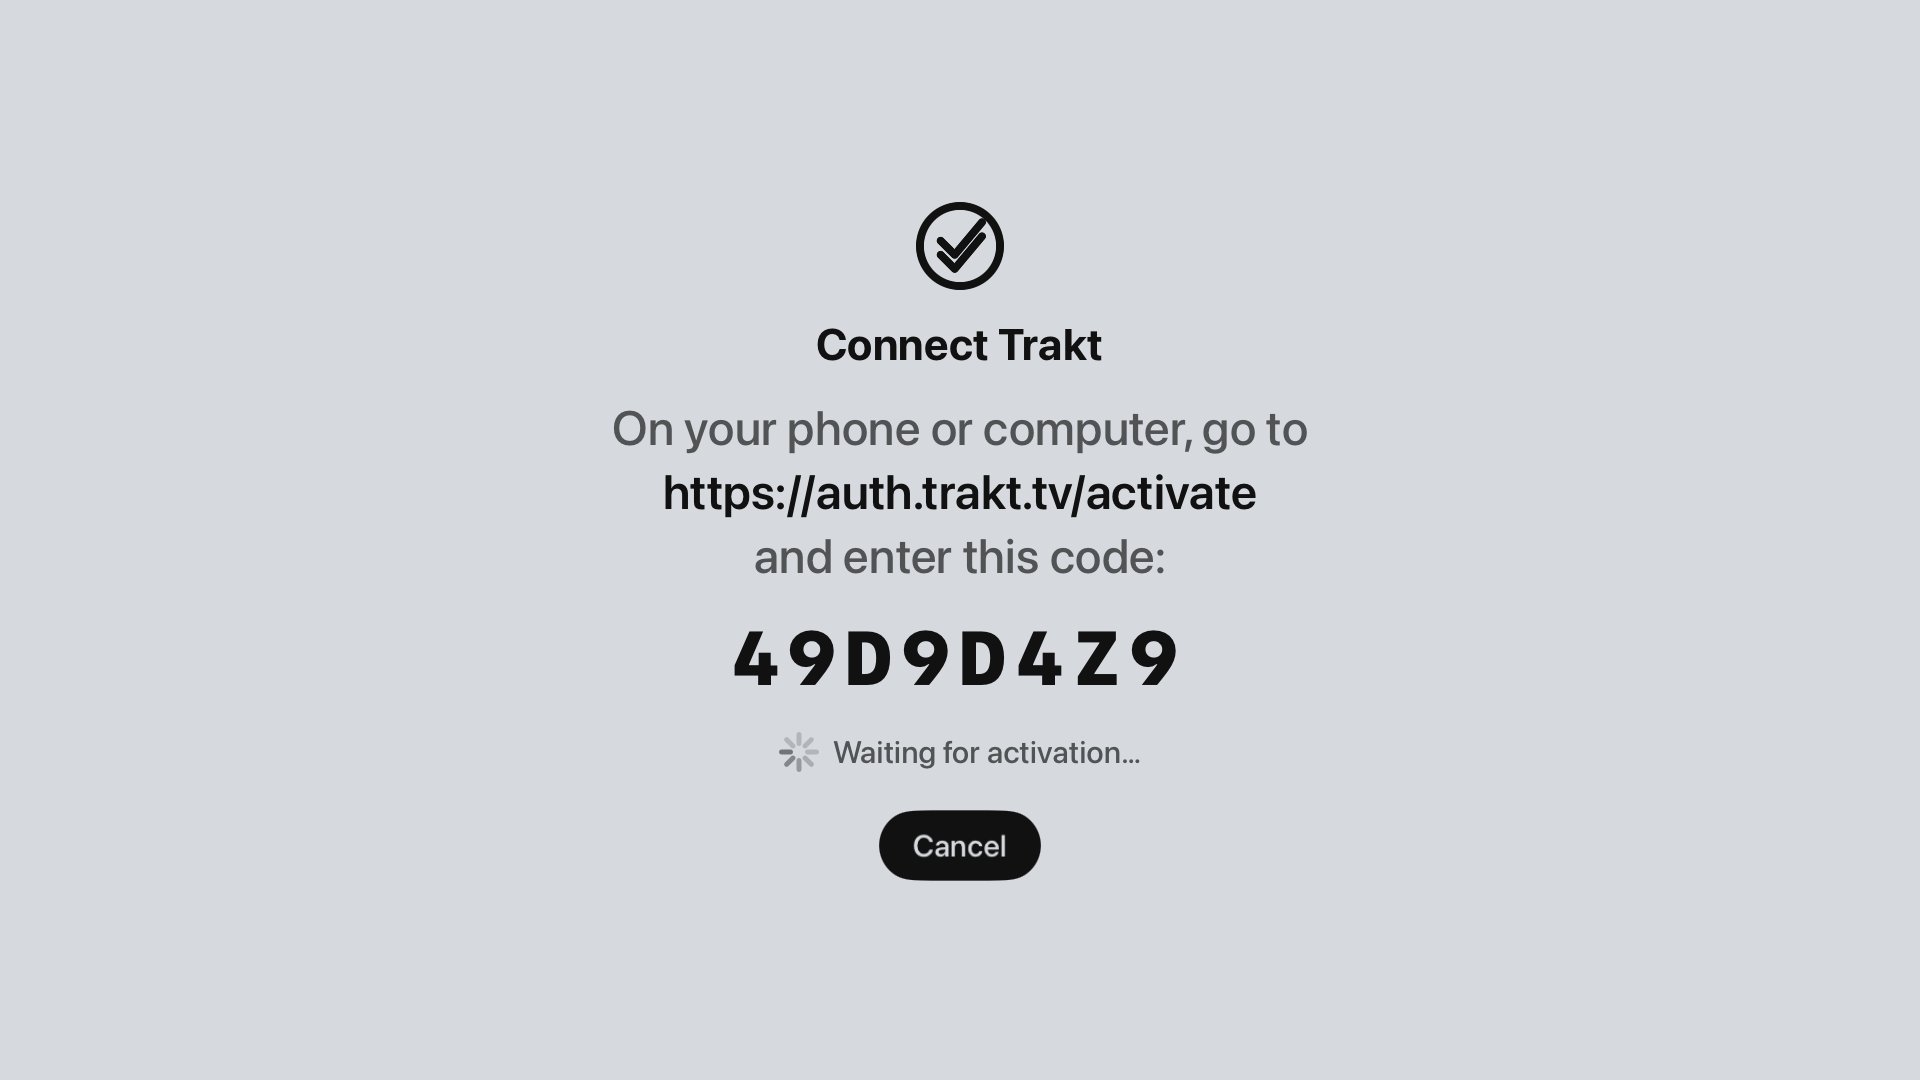 Connect Trakt
On your phone or computer, go to
https://auth.trakt.tv/activate
and enter this code:
49D9D4Z9
Waiting for activation...
Cancel